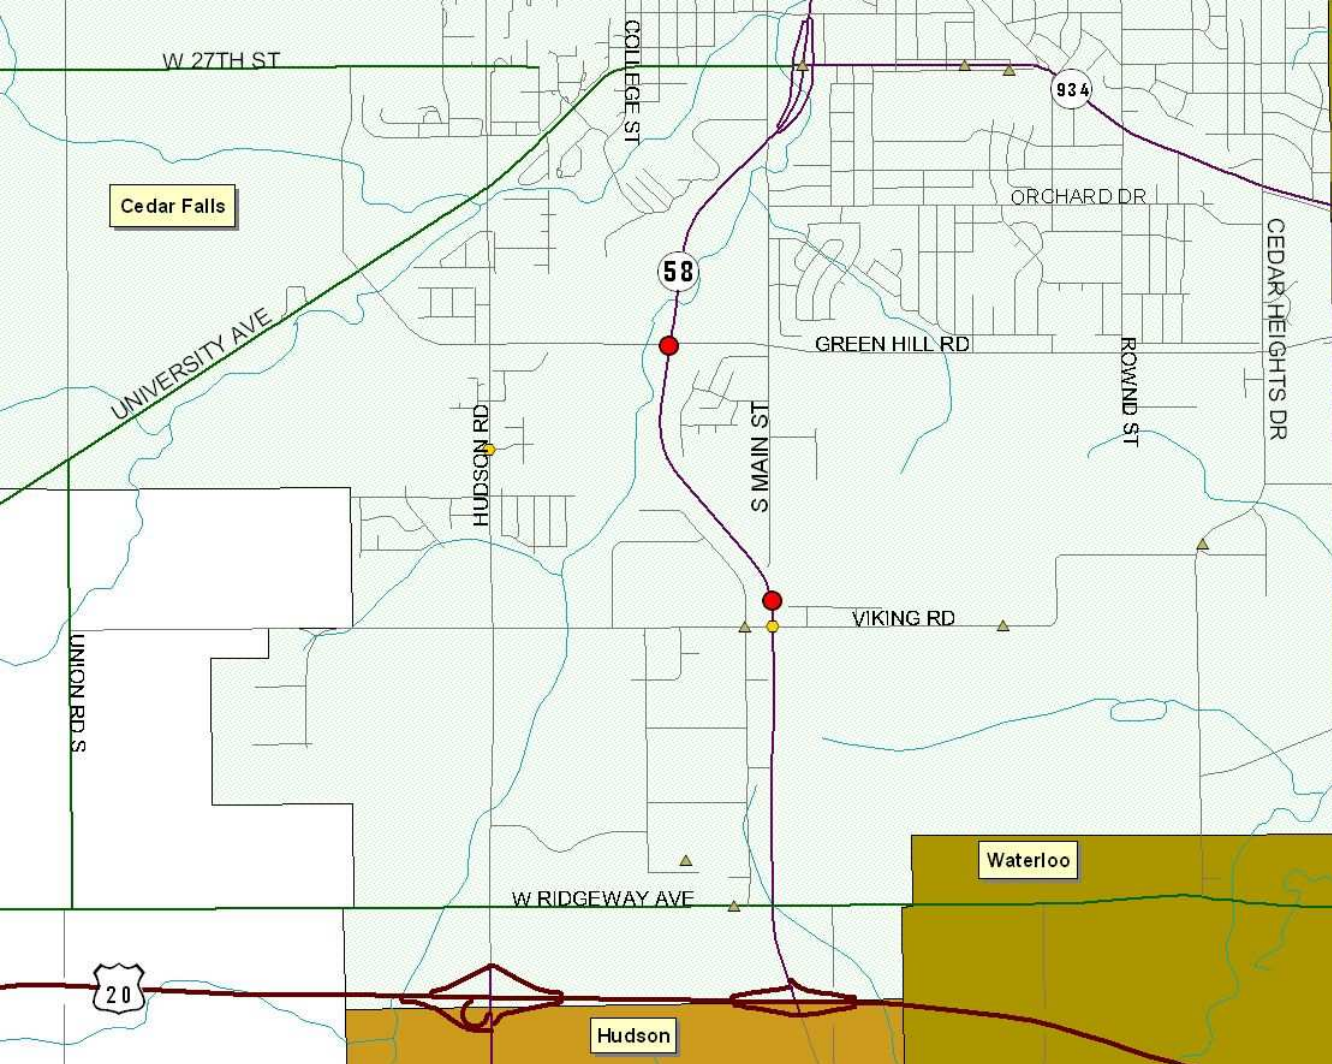 W 27TH ST
COLLEGE ST
934
Cedar Falls
ORCHARD DR
58
CEDAR HEIGHTS DR
UNIVERSITY AVE
GREEN HILL RD
ROWND ST
HUDSON RD
S MAIN ST
VIKING RD
UNION RD S
Waterloo
W RIDGEWAY AVE
20
Hudson